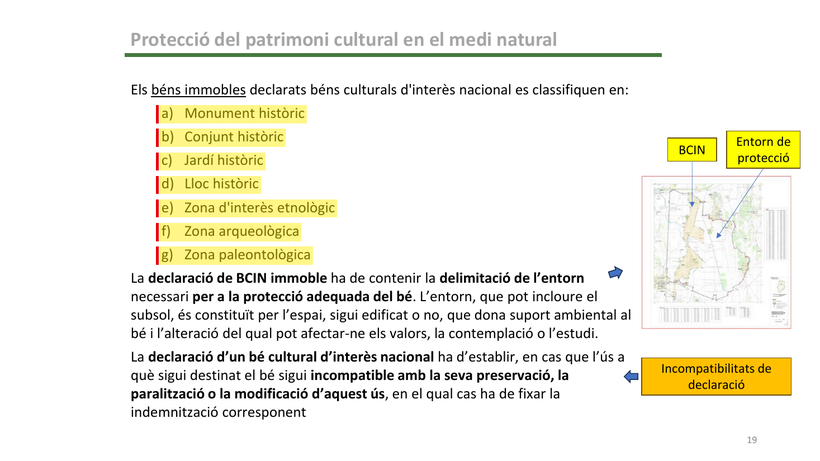 Protecció del patrimoni cultural en el medi natural
Els béns immobles declarats béns culturals d'interès nacional es classifiquen en:
a) Monument històric
b) Conjunt històric
c) Jardí històric
d) Lloc històric
e) Zona d'interès etnològic
f) Zona arqueològica
g) Zona paleontològica
La declaració de BCIN immoble ha de contenir la delimitació de l’entorn
necessari per a la protecció adequada del bé. L’entorn, que pot incloure el
subsol, és constituït per l’espai, sigui edificat o no, que dona suport ambiental al
bé i l’alteració del qual pot afectar-ne els valors, la contemplació o l’estudi.
La declaració d’un bé cultural d’interès nacional ha d’establir, en cas que l’ús a
què sigui destinat el bé sigui incompatible amb la seva preservació, la
paralització o la modificació d’aquest ús, en el qual cas ha de fixar la
indemnització corresponent
BCIN
Entorn de
protecció
Incompatibilitats de
declaració
19